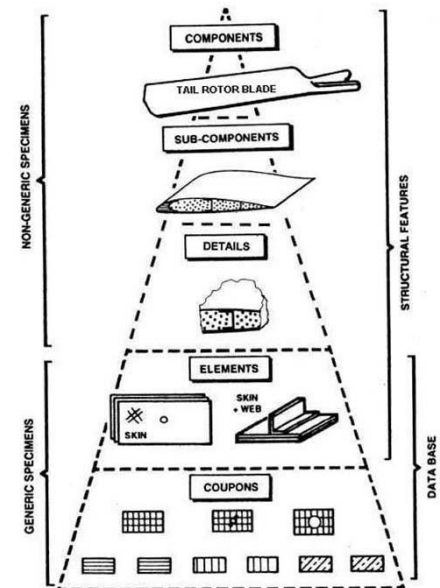 COMPONENTS
TAIL ROTOR BLADE
SUB-COMPONENTS
NON-GENERIC SPECIMENS
STRUCTURAL FEATURES
DETAILS
ELEMENTS
SKIN
SKIN
+ WEB
GENERIC SPECIMENS
DATA BASE
COUPONS